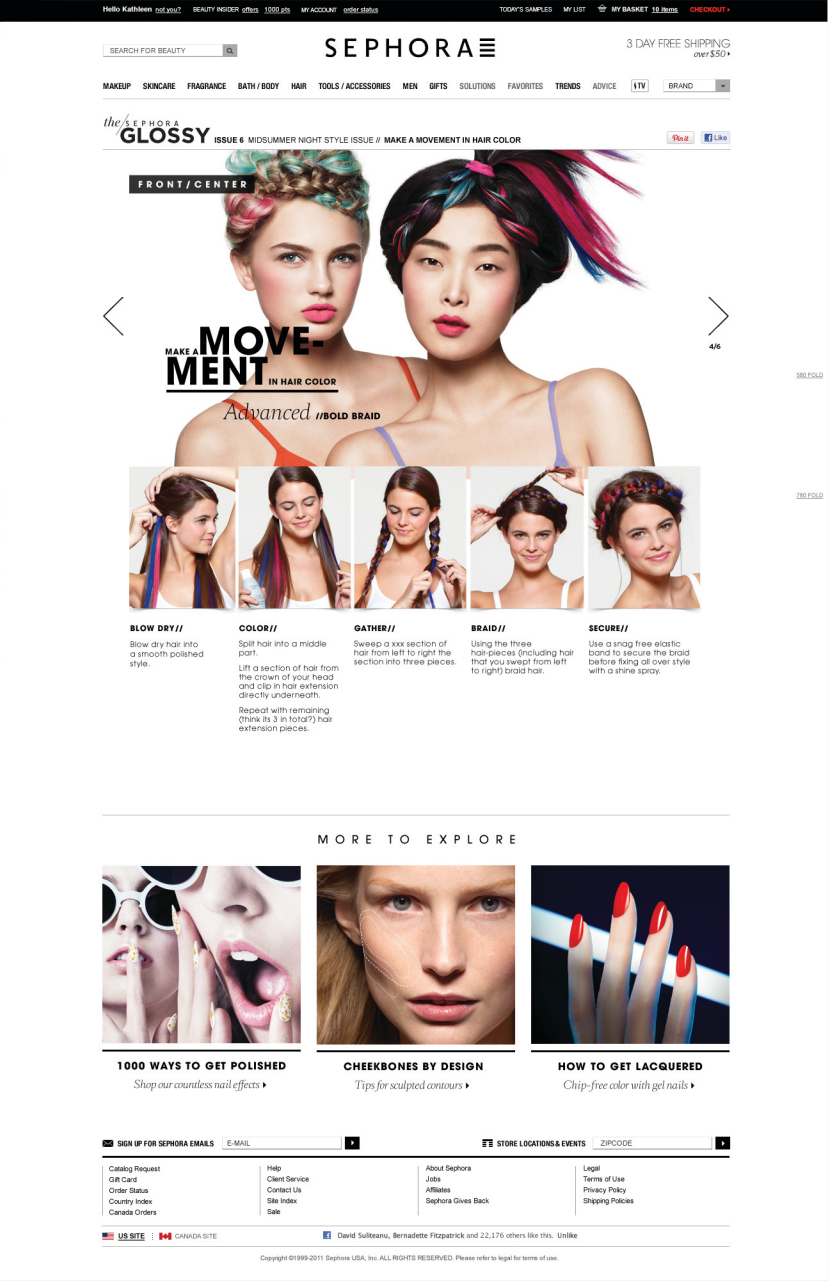 Hello Kathleen not you? BEAUTY INSIDER offers 1000 pts MY ACCOUNT order status TODAY'S SAMPLES MY LIST MY BASKET 10 items CHECKOUT
SEARCH FOR BEAUTY
SEPHORA
3 DAY FREE SHIPPING
over $50
MAKEUP SKINCARE FRAGRANCE BATH / BODY HAIR TOOLS / ACCESSORIES MEN GIFTS SOLUTIONS FAVORITES TRENDS ADVICE TV BRAND
the/SEPHORA
GLOSSY ISSUE 6 MIDSUMMER NIGHT STYLE ISSUE // MAKE A MOVEMENT IN HAIR COLOR
Pin it
Like
FRONT/CENTER
MAKE A MOVE-
MENT IN HAIR COLOR
Advanced //BOLD BRAID
4/6
580 FOLD
780 FOLD
BLOW DRY//
Blow dry hair into
a smooth polished
style.
COLOR//
Split hair into a middle
part.
Lift a section of hair from
the crown of your head
and clip in hair extension
directly underneath.
Repeat with remaining
(think its 3 in total?) hair
extension pieces.
GATHER//
Sweep a xxx section of
hair from left to right the
section into three pieces.
BRAID//
Using the three
hair-pieces (including hair
that you swept from left
to right) braid hair.
SECURE//
Use a snag free elastic
band to secure the braid
before fixing all over style
with a shine spray.
MORE TO EXPLORE
1000 WAYS TO GET POLISHED
Shop our countless nail effects
CHEEKBONES BY DESIGN
Tips for sculpted contours
HOW TO GET LACQUERED
Chip-free color with gel nails
SIGN UP FOR SEPHORA EMAILS E-MAIL
STORE LOCATIONS & EVENTS ZIPCODE
Catalog Request
Gift Card
Order Status
Country Index
Canada Orders
Help
Client Service
Contact Us
Site Index
Sale
About Sephora
Jobs
Affiliates
Sephora Gives Back
Legal
Terms of Use
Privacy Policy
Shipping Policies
US SITE CANADA SITE
David Suliteanu, Bernadette Fitzpatrick and 22,176 others like this. Unlike
Copyright ©1999-2011 Sephora USA, Inc. ALL RIGHTS RESERVED. Please refer to legal for terms of use.